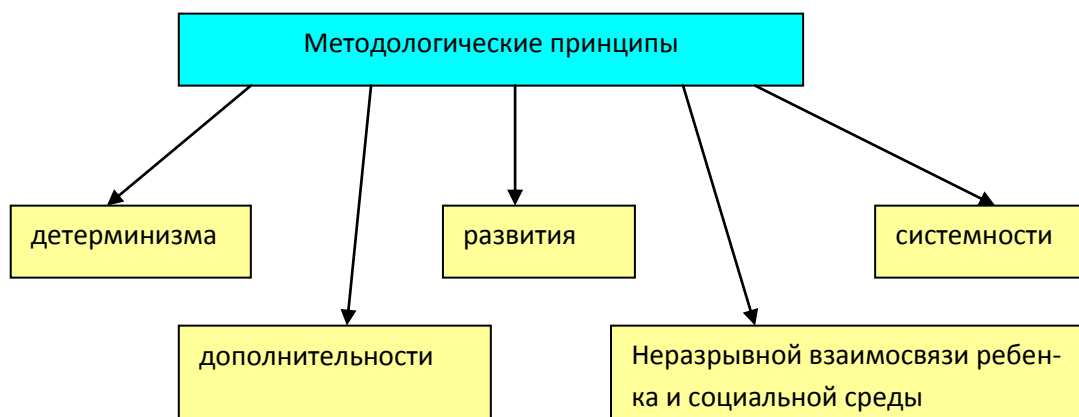 Методологические принципы
детерминизма
развития
системности
дополнительности
Неразрывной взаимосвязи ребен-
ка и социальной среды